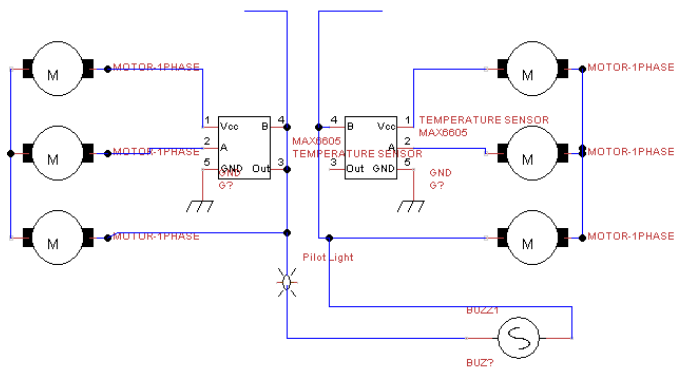 M MOTOR-1PHASE
M MOTOR-1PHASE
1 Vcc B 4
4 B Vcc 1
TEMPERATURE SENSOR
MAX6605
MAX6605
TEMPERATURE SENSOR
2 A
A 2
M MOTOR-1PHASE
M MOTOR-1PHASE
5 GND Out 3
3 Out GND 5
GND
G?
GND
G?
M MOTOR-1PHASE
M MOTOR-1PHASE
Pilot Light
BUZZ1
BUZ?